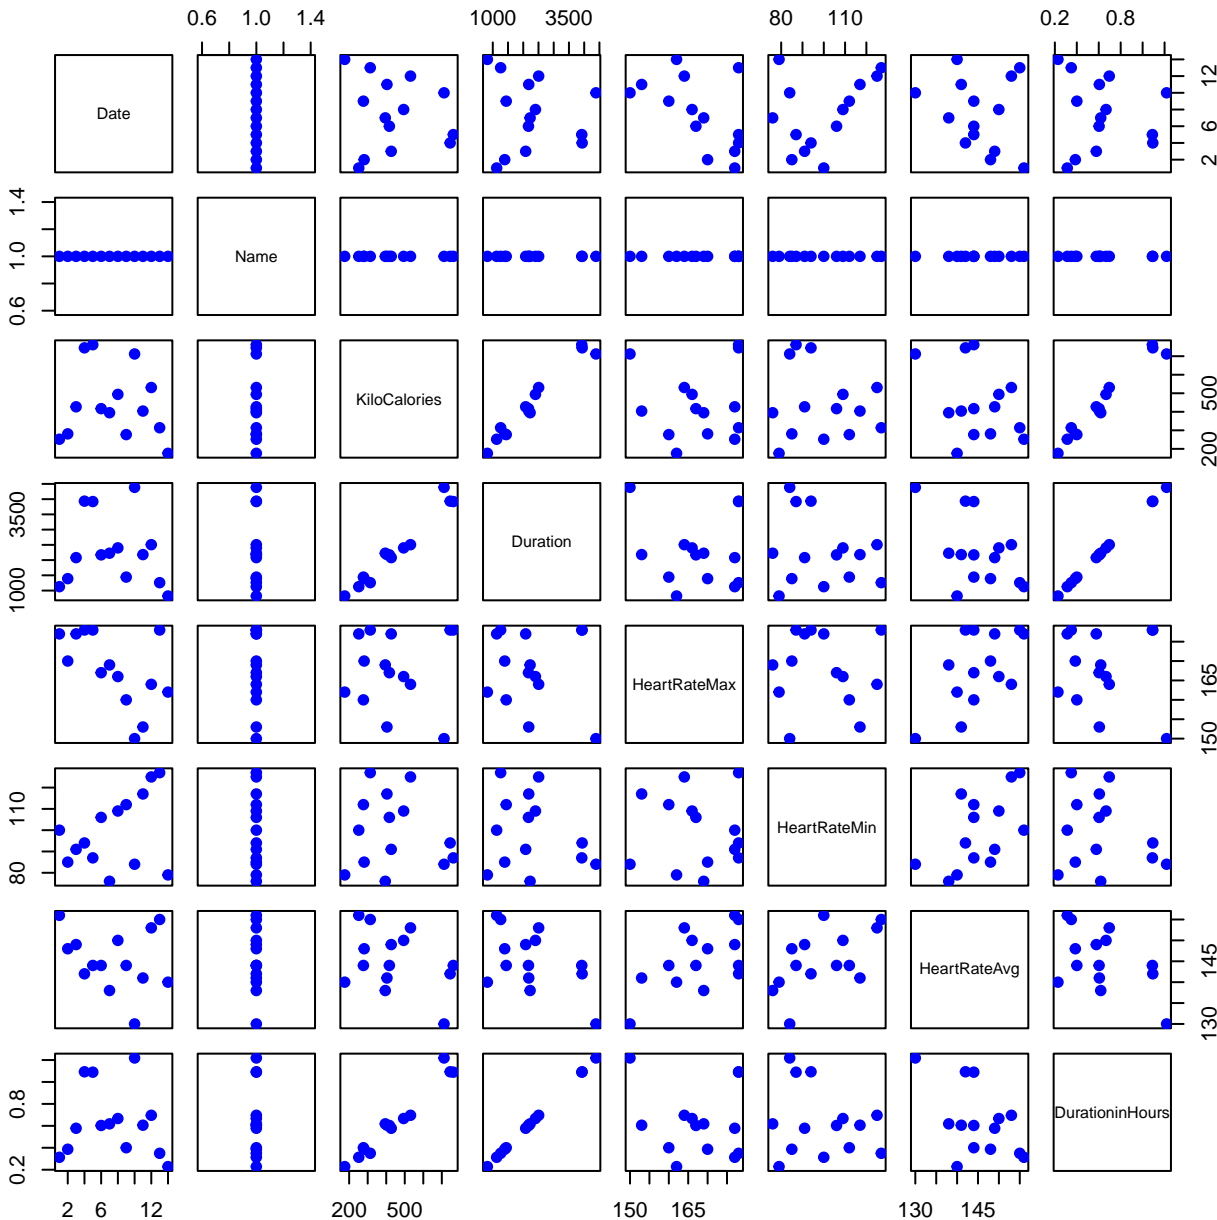 0.6 1.0 1.4 1000 3500 80 110 0.2 0.8
Date 2 6 12
0.6 1.0 1.4 Name
KiloCalories 200 500
1000 3500 Duration
HeartRateMax 150 165
80 110 HeartRateMin
HeartRateAvg 130 145
0.2 0.8 DurationinHours
2 6 12 200 500 150 165 130 145